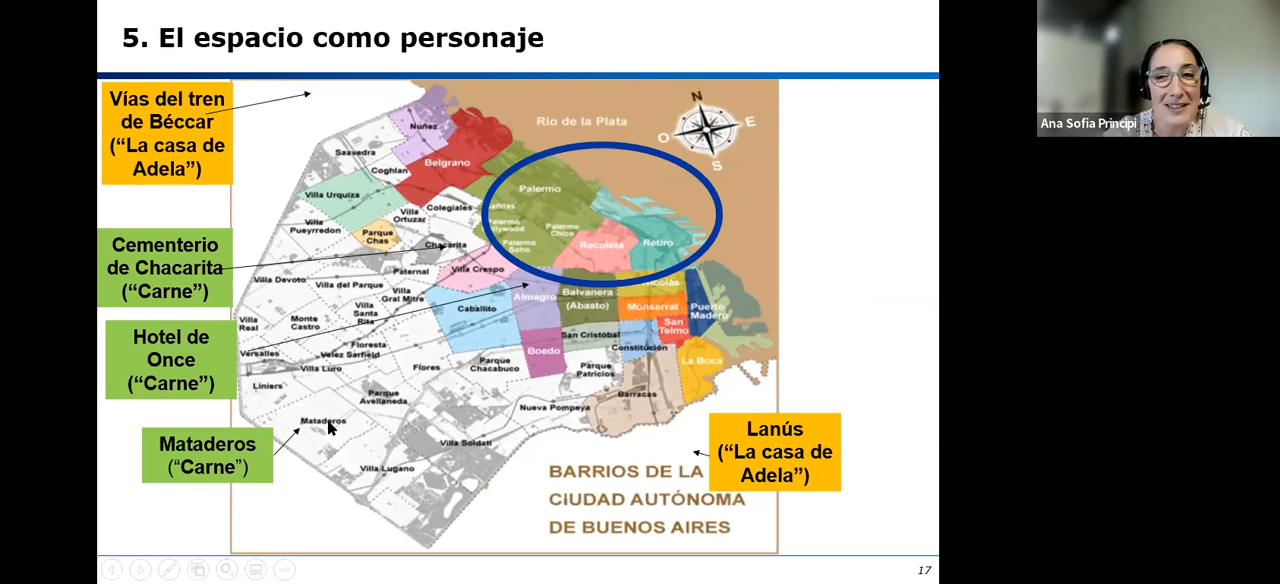 5. El espacio como personaje
Vías del tren
de Béccar
(“La casa de
Adela”)
Cementerio
de Chacarita
(“Carne”)
Hotel de
Once
(“Carne”)
Mataderos
(“Carne”)
Lanús
(“La casa de
Adela”)
Río de la Plata
N
E
O
S
Nuñez
Saavedra
Belgrano
Coghlan
Villa Urquiza
Palermo
Colegiales
Villa
Ortuzar
Villa
Pueyrredon
Parque
Chas
Palermo
Chico
Palermo
Soho
Chacarita
Recoleta
Retiro
Paternal
Villa Crespo
Villa Devoto
Villa del Parque
Villa
Gral Mitre
Almagro
Balvanera
(Abasto)
Caballito
Monserrat
Puerto
Madero
Villa
Santa
Rita
Villa
Real
Monte
Castro
San
Telmo
San Cristóbal
Constitución
Floresta
Versalles
Velez Sarfield
Boedo
La Boca
Villa Luro
Flores
Parque
Chacabuco
Parque
Patricios
Liniers
Parque
Avellaneda
Barracas
Nueva Pompeya
Mataderos
Villa Soldati
Villa Lugano
BARRIOS DE LA
CIUDAD AUTÓNOMA
DE BUENOS AIRES
17
Ana Sofía Principi